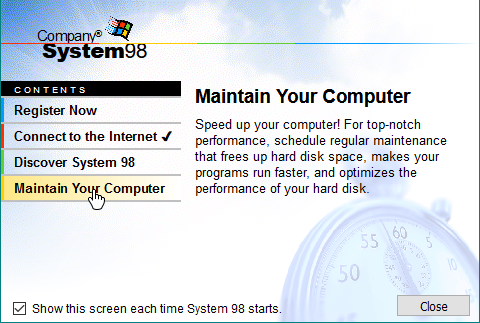 Company®
System98
CONTENTS
Register Now
Connect to the Internet ✔
Discover System 98
Maintain Your Computer
Maintain Your Computer
Speed up your computer! For top-notch
performance, schedule regular maintenance
that frees up hard disk space, makes your
programs run faster, and optimizes the
performance of your hard disk.
55 60 5
50 10
Show this screen each time System 98 starts.
Close